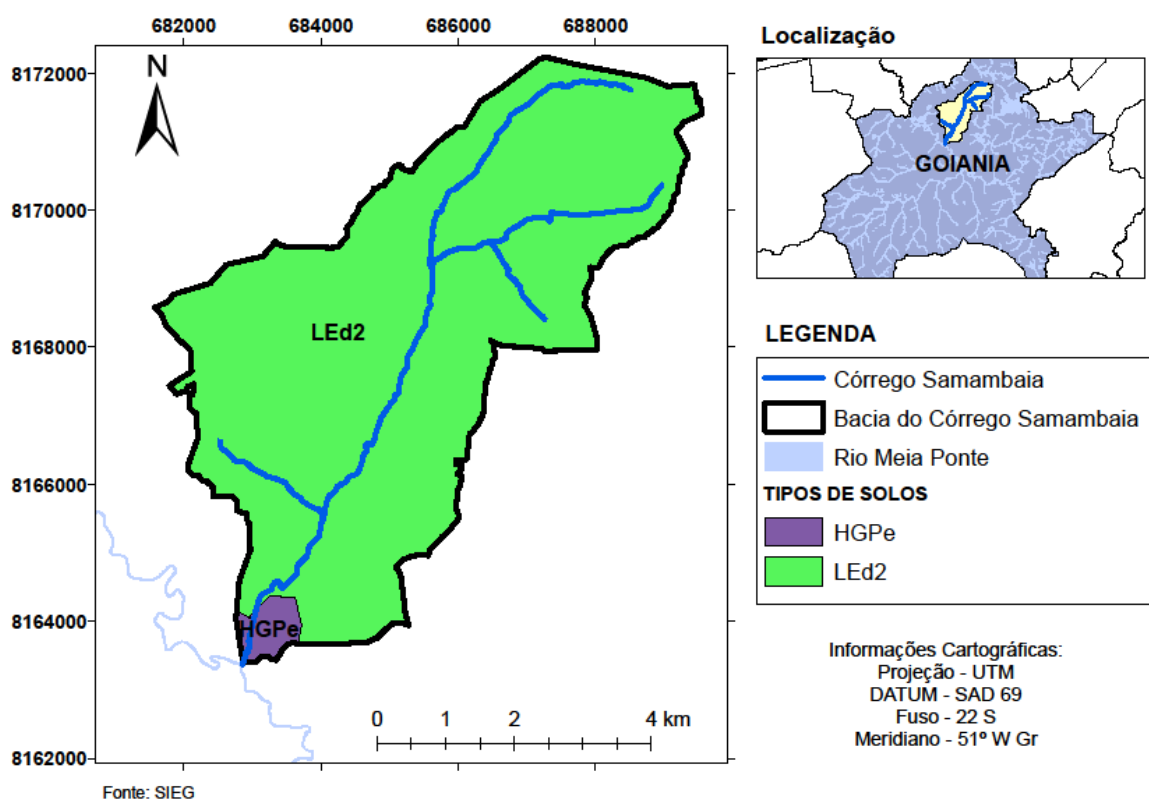 682000 684000 686000 688000
8172000
8170000
8168000
8166000
8164000
8162000
N
LEd2
HGPe
0 1 2 4 km
Fonte: SIEG
Localização
GOIANIA
LEGENDA
Córrego Samambaia
Bacia do Córrego Samambaia
Rio Meia Ponte
TIPOS DE SOLOS
HGPe
LEd2
Informações Cartográficas:
Projeção - UTM
DATUM - SAD 69
Fuso - 22 S
Meridiano - 51º W Gr